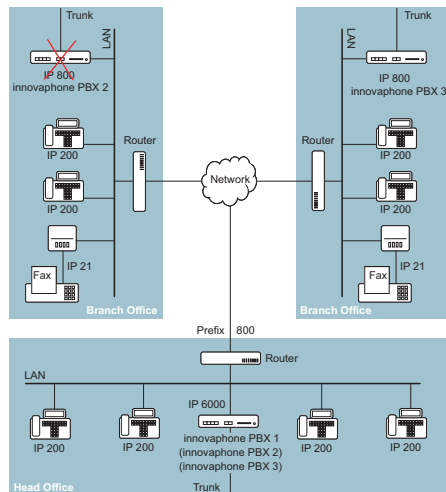 Trunk
LAN
IP 800
innovaphone PBX 2
Router
IP 200
IP 200
IP 21
Fax
Branch Office
Network
Trunk
LAN
IP 800
innovaphone PBX 3
Router
IP 200
IP 200
IP 21
Fax
Branch Office
Prefix 800
Router
LAN
IP 6000
IP 200
IP 200
innovaphone PBX 1
(innovaphone PBX 2)
(innovaphone PBX 3)
IP 200
IP 200
Head Office
Trunk